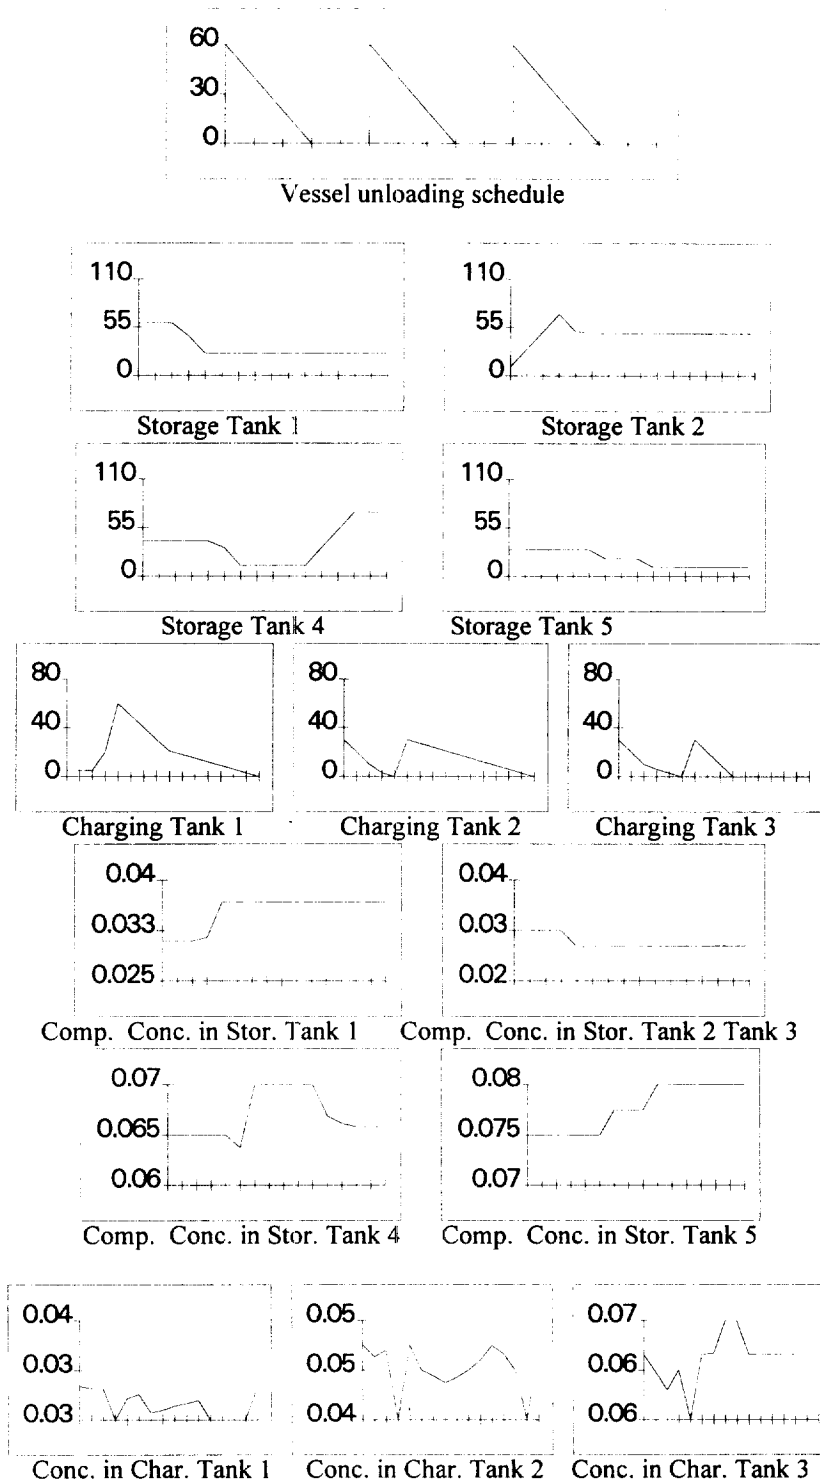 60
30
0
Vessel unloading schedule
110 110
55 55
0 0
Storage Tank 1 Storage Tank 2
110 110
55 55
0 0
Storage Tank 4 Storage Tank 5
80 80 80
40 40 40
0 0 0
Charging Tank 1 Charging Tank 2 Charging Tank 3
0.04 0.04
0.033 0.03
0.025 0.02
Comp. Conc. in Stor. Tank 1 Comp. Conc. in Stor. Tank 2 Tank 3
0.07 0.08
0.065 0.075
0.06 0.07
Comp. Conc. in Stor. Tank 4 Comp. Conc. in Stor. Tank 5
0.04 0.05 0.07
0.03 0.05 0.06
0.03 0.04 0.06
Conc. in Char. Tank 1 Conc. in Char. Tank 2 Conc. in Char. Tank 3